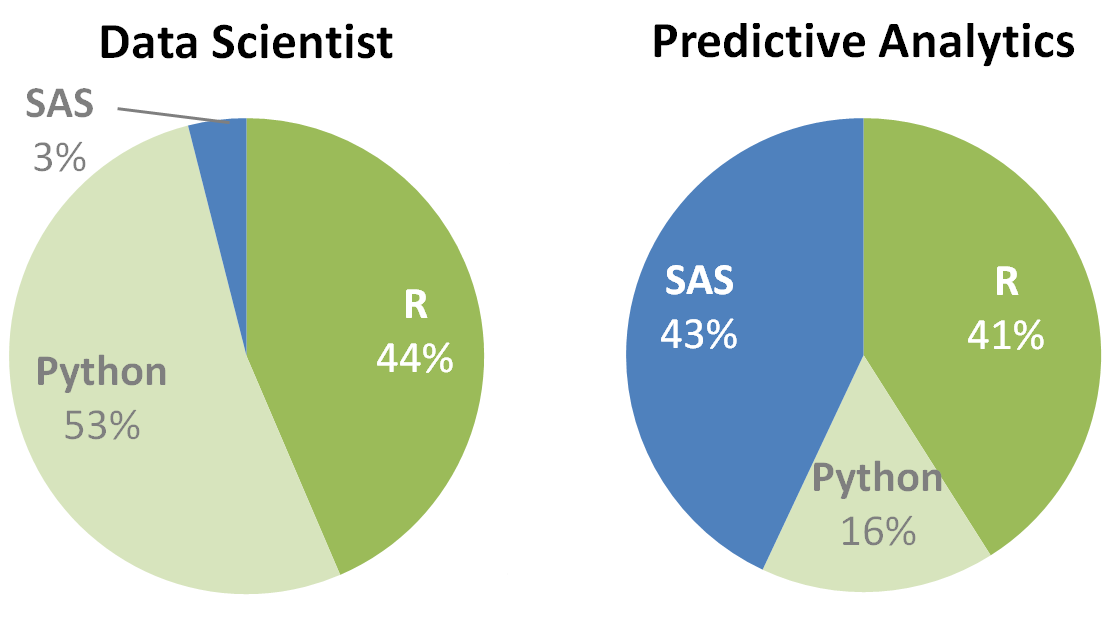 Data Scientist
SAS
3%
R
44%
Python
53%
Predictive Analytics
SAS
43%
R
41%
Python
16%